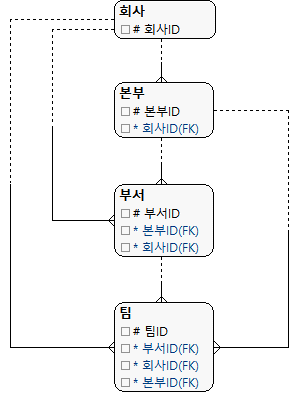 회사
# 회사ID
본부
# 본부ID
* 회사ID(FK)
부서
# 부서ID
* 본부ID(FK)
* 회사ID(FK)
팀
# 팀ID
* 부서ID(FK)
* 회사ID(FK)
* 본부ID(FK)